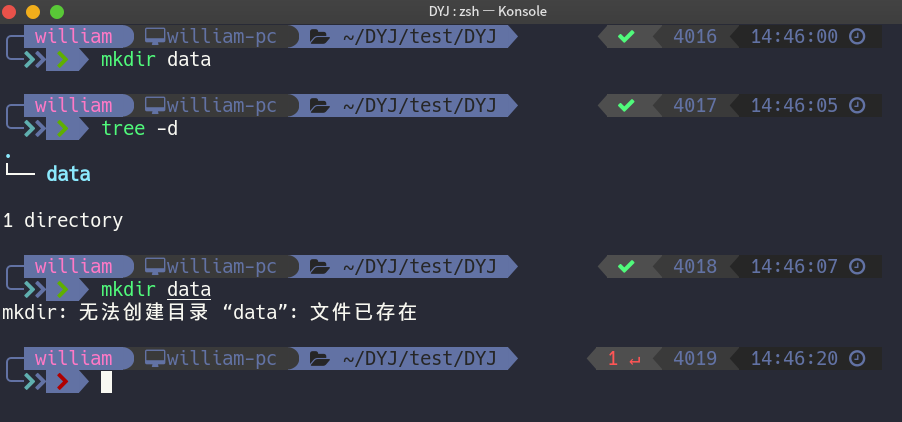 DYJ : zsh — Konsole
william william-pc ~/DYJ/test/DYJ 4016 14:46:00
mkdir data
william william-pc ~/DYJ/test/DYJ 4017 14:46:05
tree -d
.
└── data
1 directory
william william-pc ~/DYJ/test/DYJ 4018 14:46:07
mkdir data
mkdir: 无法创建目录 “data”: 文件已存在
william william-pc ~/DYJ/test/DYJ 1 ↵ 4019 14:46:20